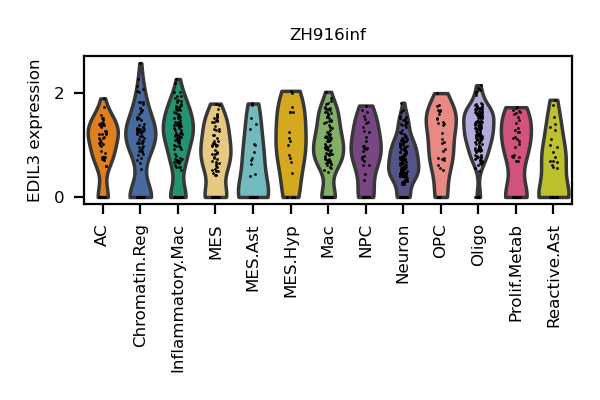 ZH916inf
EDIL3 expression
2
0
AC
Chromatin.Reg
Inflammatory.Mac
MES
MES.Ast
MES.Hyp
Mac
NPC
Neuron
OPC
Oligo
Prolif.Metab
Reactive.Ast